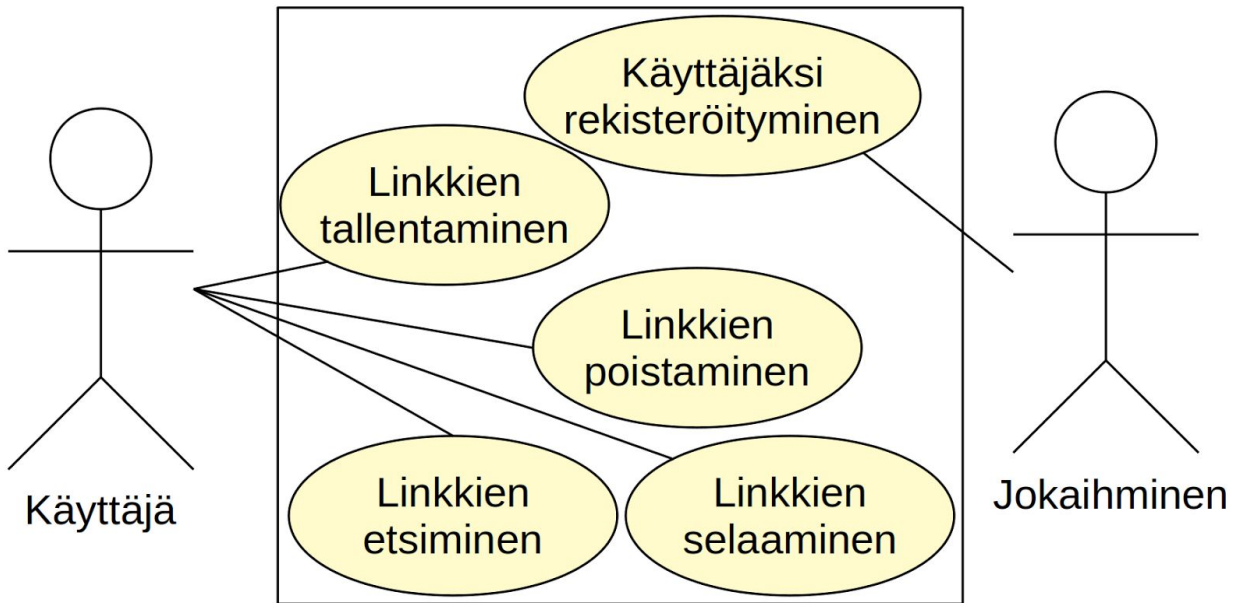 Käyttäjäksi
rekisteröityminen
Linkkien
tallentaminen
Linkkien
poistaminen
Linkkien
etsiminen
Linkkien
selaaminen
Käyttäjä
Jokaihminen